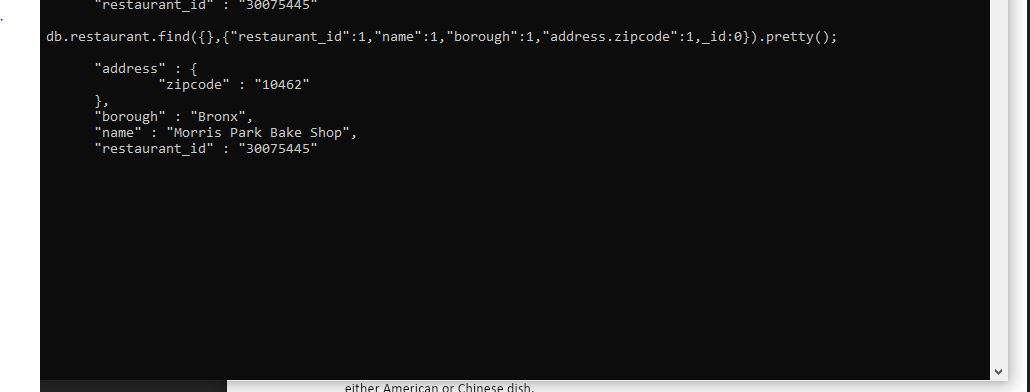 "restaurant_id" : "30075445"
db.restaurant.find({},{"restaurant_id":1,"name":1,"borough":1,"address.zipcode":1,_id:0}).pretty();
"address" : {
"zipcode" : "10462"
},
"borough" : "Bronx",
"name" : "Morris Park Bake Shop",
"restaurant_id" : "30075445"
either American or Chinese dish.